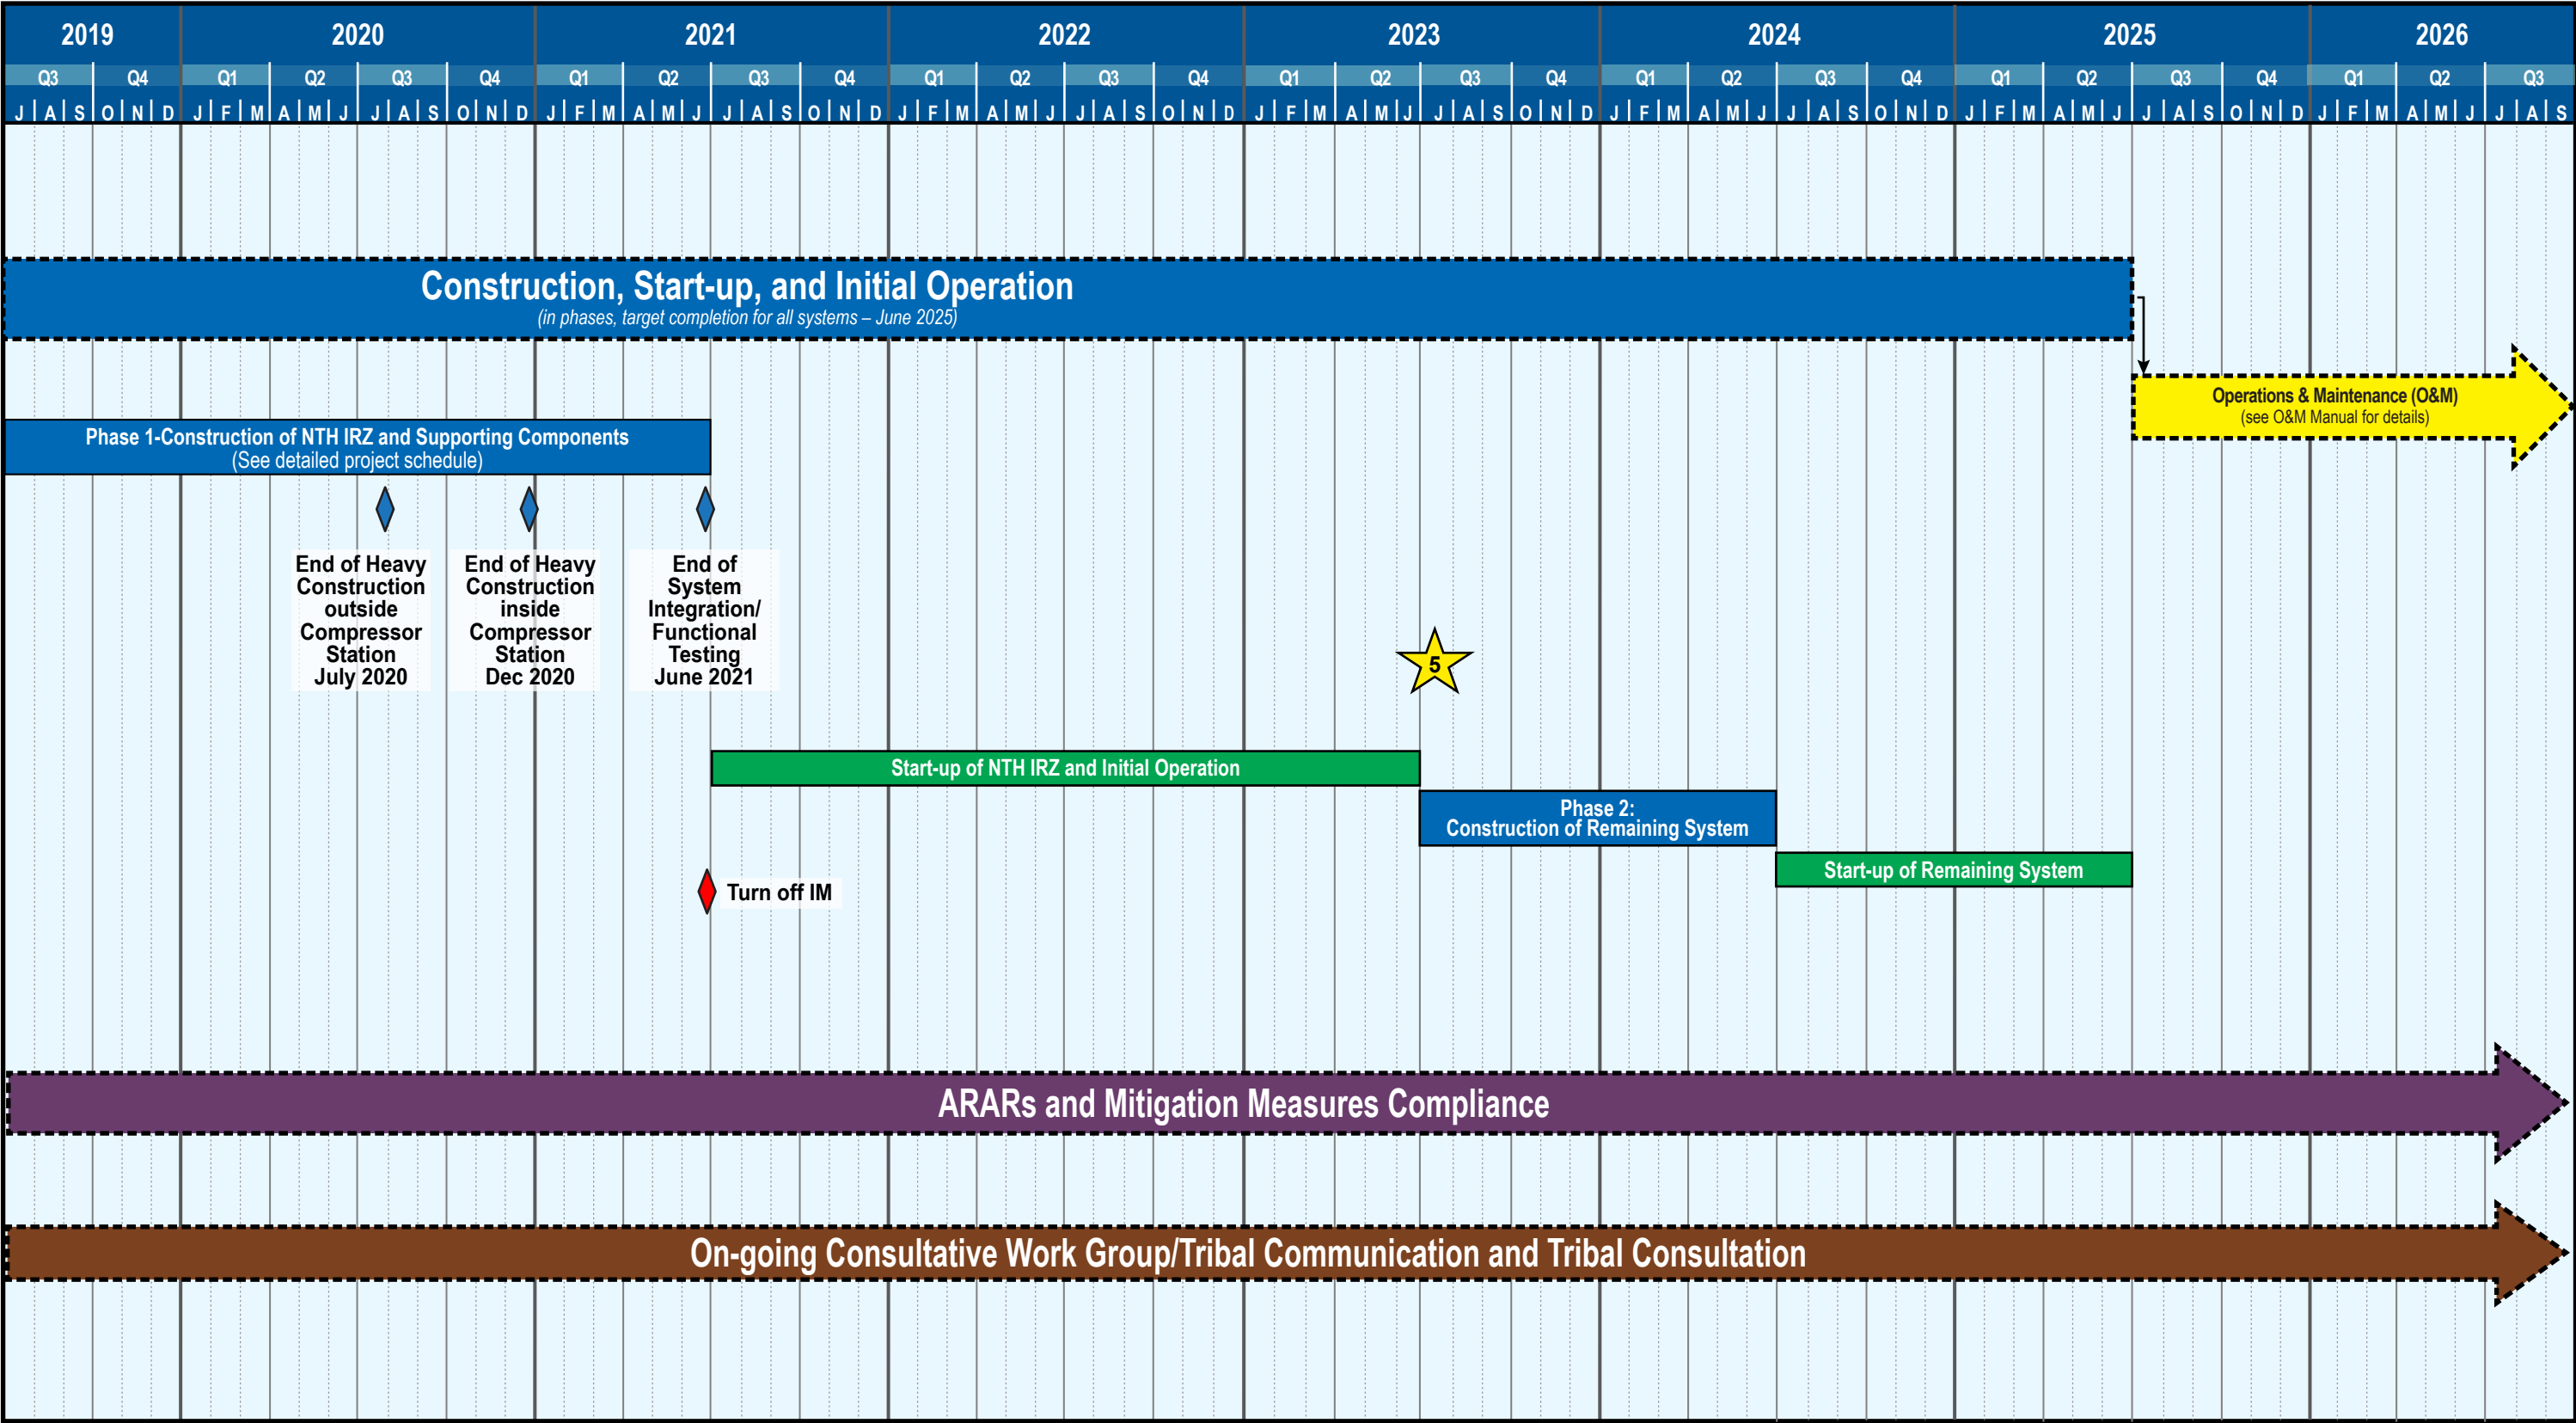 2019 2020 2021 2022 2023 2024 2025 2026
Q3 Q4 Q1 Q2 Q3 Q4 Q1 Q2 Q3 Q4 Q1 Q2 Q3 Q4 Q1 Q2 Q3 Q4 Q1 Q2 Q3 Q4 Q1 Q2 Q3 Q4 Q1 Q2 Q3
J A S O N D J F M A M J J A S O N D J F M A M J J A S O N D J F M A M J J A S O N D J F M A M J J A S O N D J F M A M J J A S O N D J F M A M J J A S O N D J F M A M J J A S
Construction, Start-up, and Initial Operation
(in phases, target completion for all systems – June 2025)
Operations & Maintenance (O&M)
(see O&M Manual for details)
Phase 1-Construction of NTH IRZ and Supporting Components
(See detailed project schedule)
End of Heavy
Construction
outside
Compressor
Station
July 2020
End of Heavy
Construction
inside
Compressor
Station
Dec 2020
End of
System
Integration/
Functional
Testing
June 2021
5
Start-up of NTH IRZ and Initial Operation
Phase 2:
Construction of Remaining System
Start-up of Remaining System
Turn off IM
ARARs and Mitigation Measures Compliance
On-going Consultative Work Group/Tribal Communication and Tribal Consultation